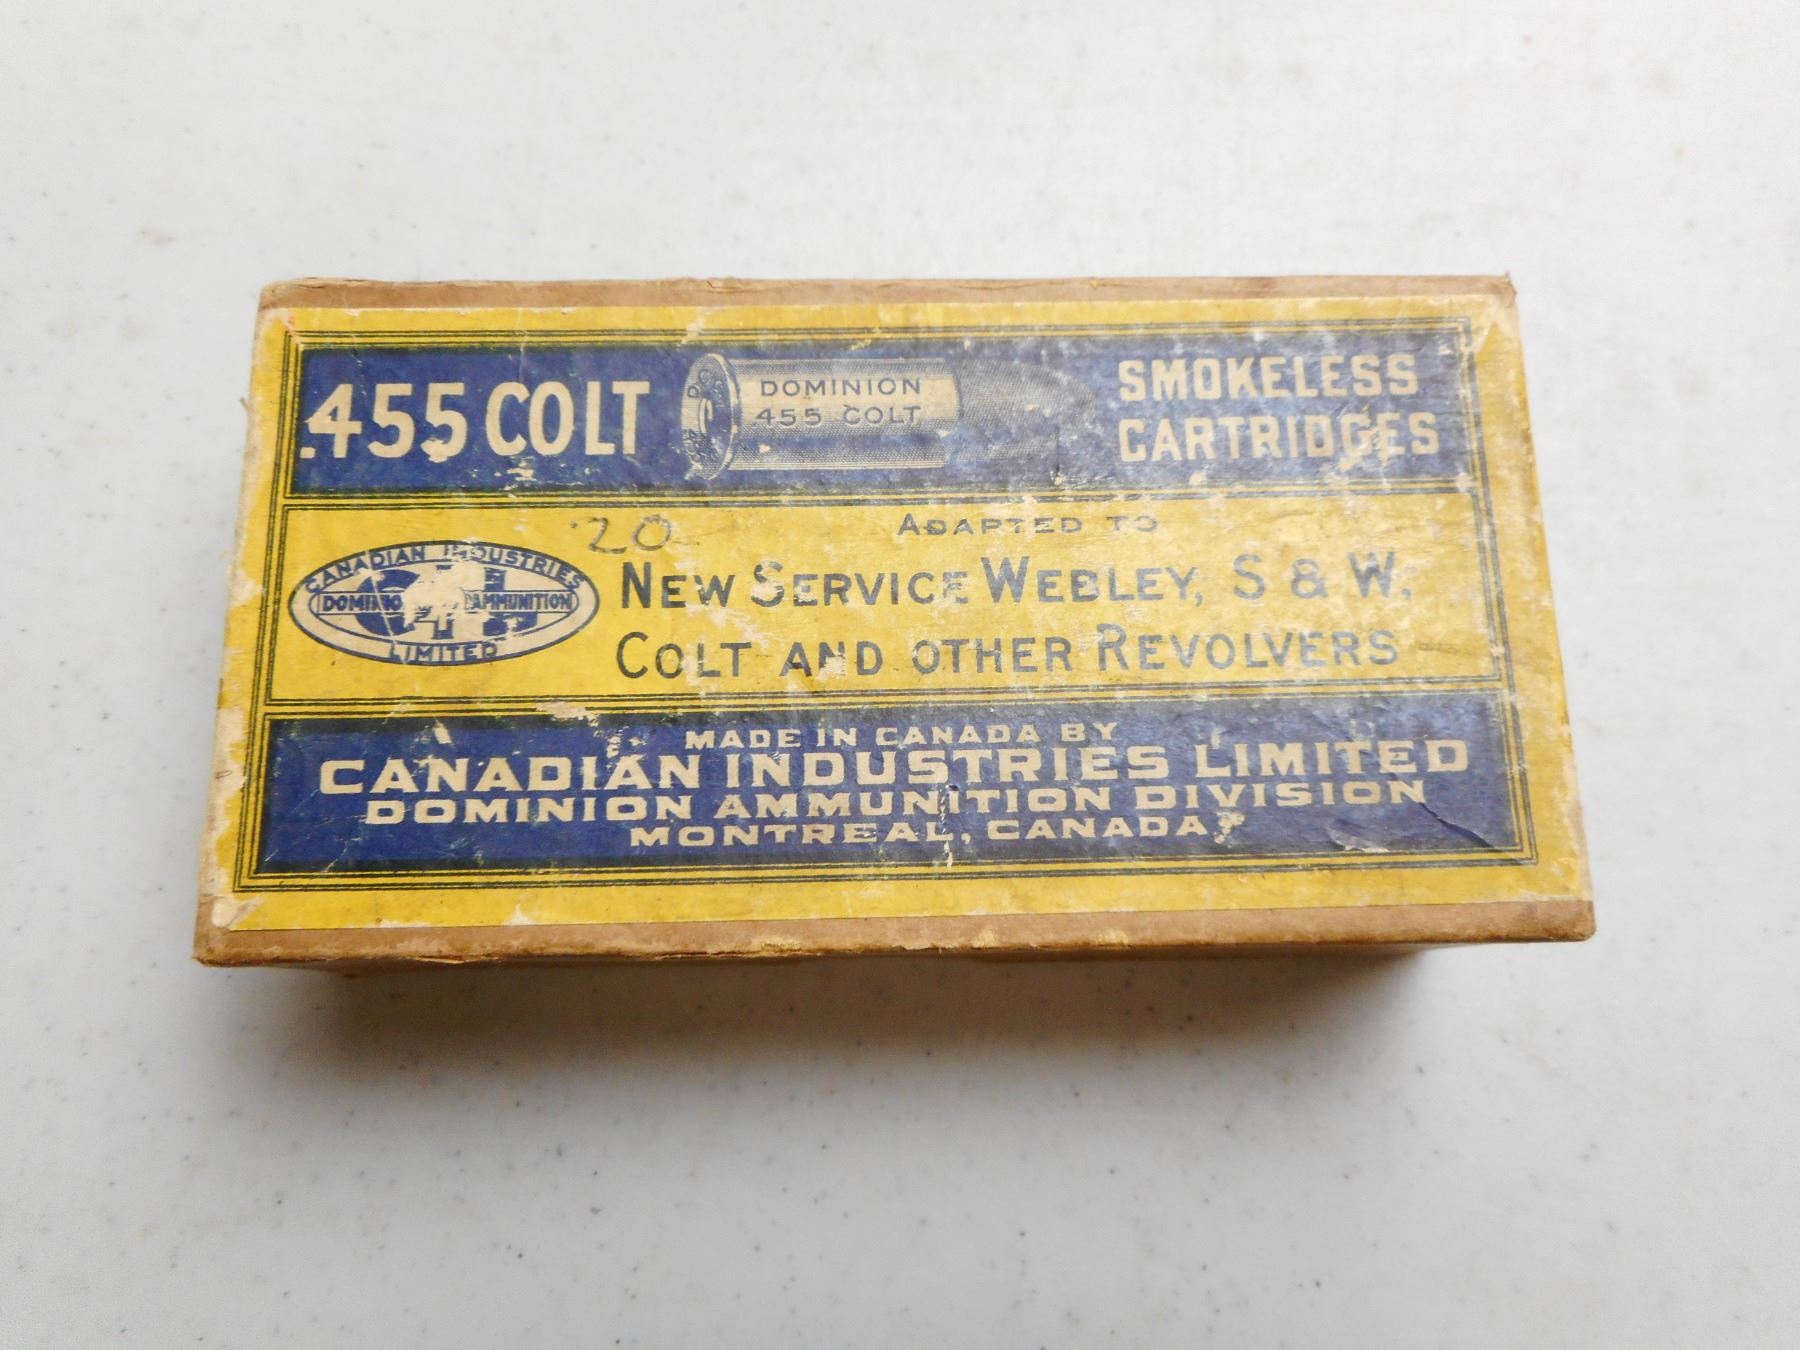 .455 COLT
DOMINION
455 COLT
SMOKELESS
CARTRIDGES
20
ADAPTED TO
NEW SERVICE WEBLEY, S & W,
COLT AND OTHER REVOLVERS
CANADIAN INDUSTRIES
AMMUNITION
LIMITED
MADE IN CANADA BY
CANADIAN INDUSTRIES LIMITED
DOMINION AMMUNITION DIVISION
MONTREAL, CANADA